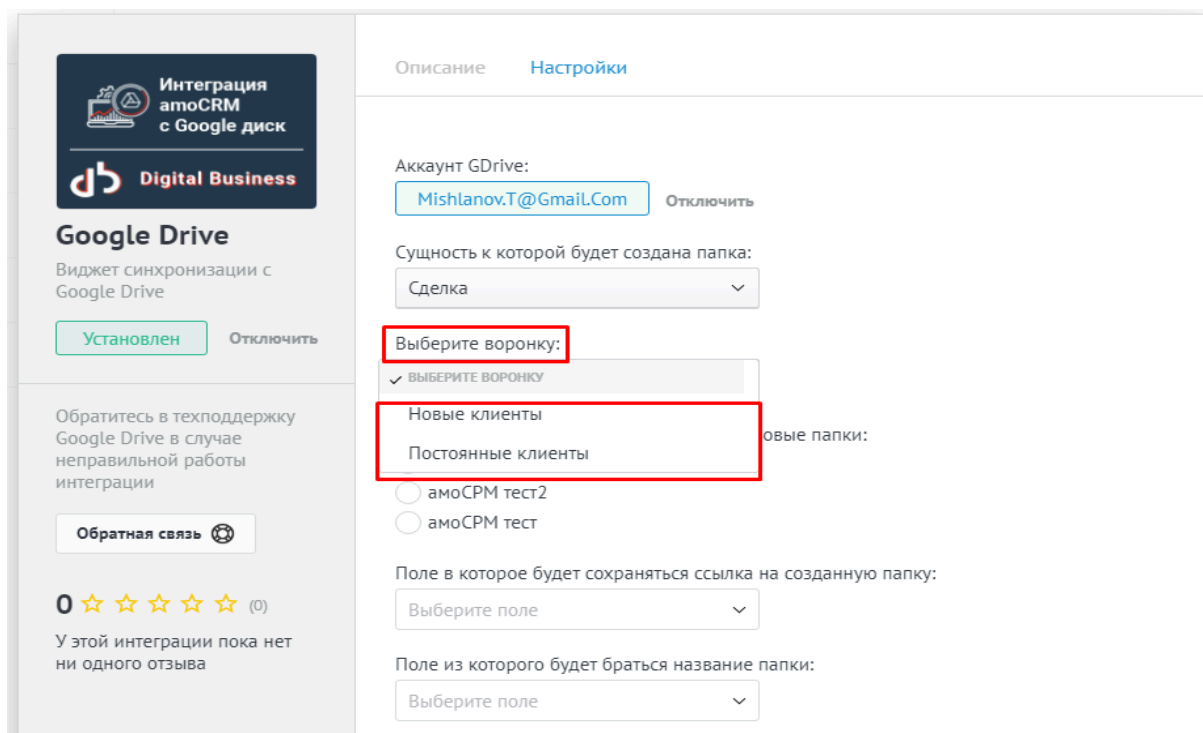 Интеграция
amoCRM
с Google диск
Digital Business
Google Drive
Виджет синхронизации с
Google Drive
Установлен Отключить
Обратитесь в техподдержку
Google Drive в случае
неправильной работы
интеграции
Обратная связь
0 (0)
У этой интеграции пока нет
ни одного отзыва
Описание Настройки
Аккаунт GDrive:
Mishlanov.T@Gmail.Com Отключить
Сущность к которой будет создана папка:
Сделка
Выберите воронку:
ВЫБЕРИТЕ ВОРОНКУ
Новые клиенты
овые папки:
Постоянные клиенты
амоСРМ тест2
амоСРМ тест
Поле в которое будет сохраняться ссылка на созданную папку:
Выберите поле
Поле из которого будет браться название папки:
Выберите поле